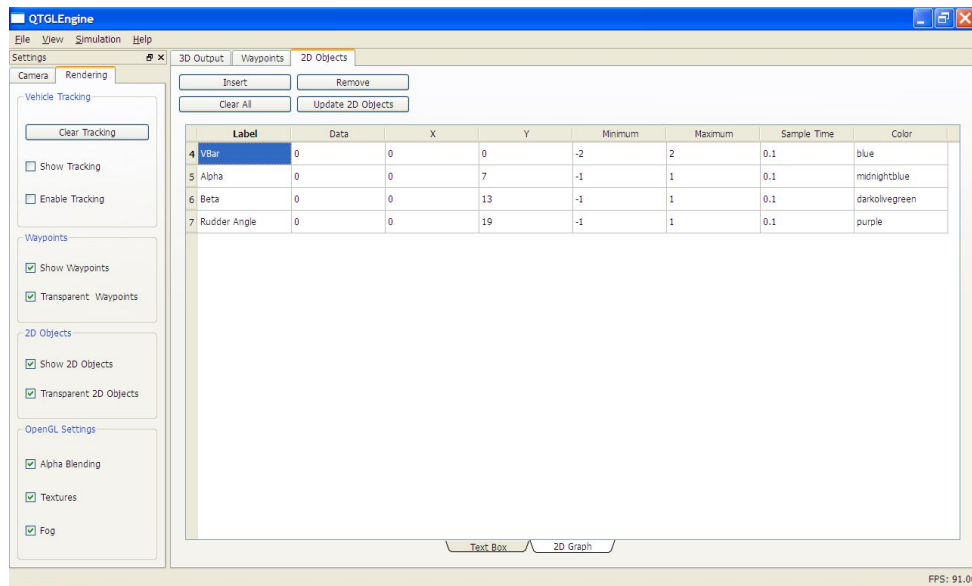 QTGLEngine
File View Simulation Help
Settings
Camera Rendering
Vehicle Tracking
Clear Tracking
Show Tracking
Enable Tracking
Waypoints
Show Waypoints
Transparent Waypoints
2D Objects
Show 2D Objects
Transparent 2D Objects
OpenGL Settings
Alpha Blending
Textures
Fog
3D Output Waypoints 2D Objects
Insert Remove
Clear All Update 2D Objects
Label Data X Y Minimum Maximum Sample Time Color
4 VBar 0 0 0 -2 2 0.1 blue
5 Alpha 0 0 7 -1 1 0.1 midnightblue
6 Beta 0 0 13 -1 1 0.1 darkolivegreen
7 Rudder Angle 0 0 19 -1 1 0.1 purple
Text Box 2D Graph
FPS: 91.0